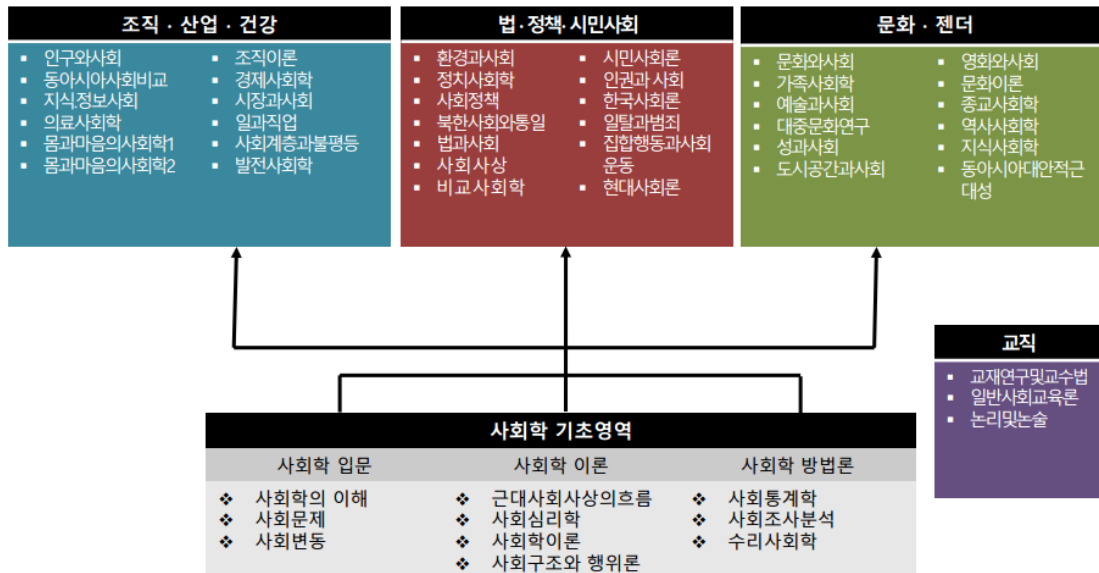 조직 · 산업 · 건강
인구와사회
동아시아사회비교
지식정보사회
의료사회학
몸과마음의사회학1
몸과마음의사회학2
조직이론
경제사회학
시장과사회
일과직업
사회계층과불평등
발전사회학
법·정책·시민사회
환경과사회
정치사회학
사회정책
북한사회와통일
법과사회
사회사상
비교사회학
시민사회론
인권과 사회
한국사회론
일탈과범죄
집합행동과사회
운동
현대사회론
문화 · 젠더
문화와사회
가족사회학
예술과사회
대중문화연구
성과사회
도시공간과사회
영화와사회
문화이론
종교사회학
역사사회학
지식사회학
동아시아대안적근
대성
교직
교재연구및교수법
일반사회교육론
논리및논술
사회학 기초영역
사회학 입문
사회학의 이해
사회문제
사회변동
사회학 이론
근대사회사상의흐름
사회심리학
사회학이론
사회구조와 행위론
사회학 방법론
사회통계학
사회조사분석
수리사회학